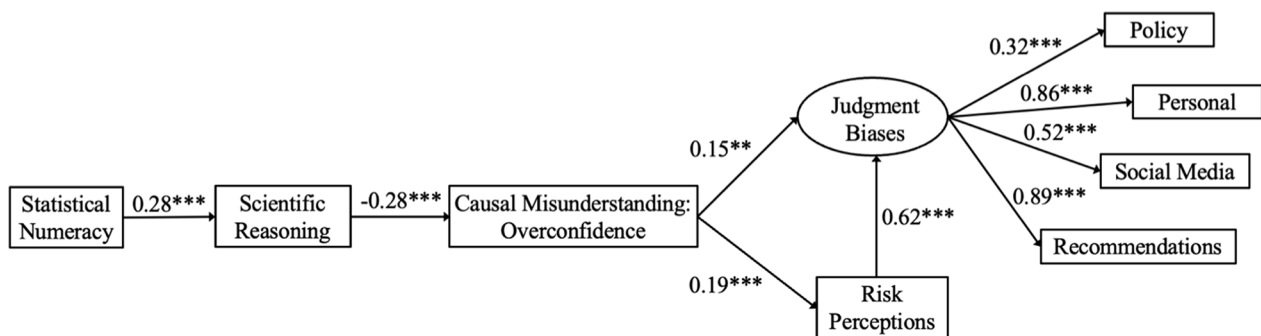 Policy
0.32***
0.86***
Personal
Judgment
Biases
0.52***
0.15**
Social Media
0.89***
Statistical
Numeracy
0.28***
Scientific
Reasoning
-0.28***
Causal Misunderstanding:
Overconfidence
0.62***
Recommendations
0.19***
Risk
Perceptions